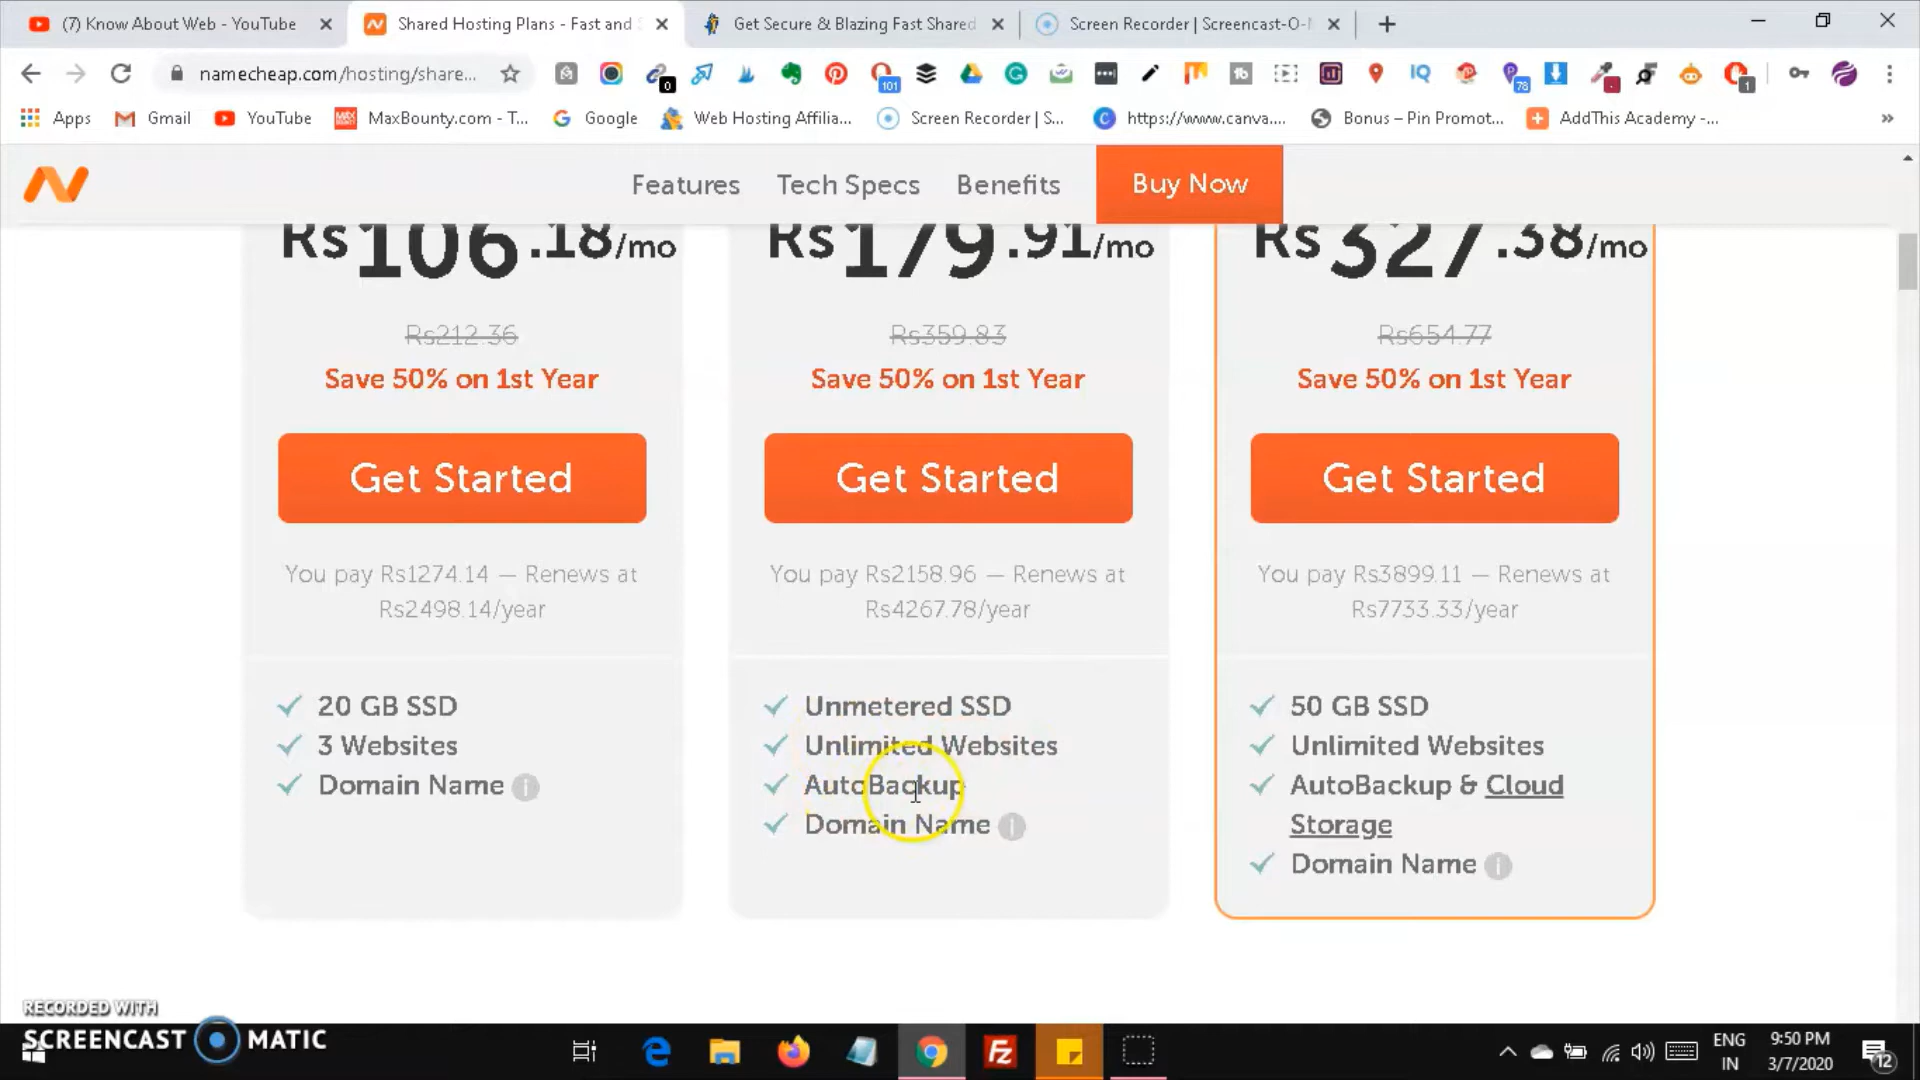 (7) Know About Web - YouTube
Shared Hosting Plans - Fast and S
Get Secure & Blazing Fast Shared
Screen Recorder | Screencast-O-M
namecheap.com/hosting/share...
0
101
IQ
78
1
Apps
Gmail
YouTube
MaxBounty.com - T...
Google
Web Hosting Affilia...
Screen Recorder | S...
https://www.canva....
Bonus – Pin Promot...
AddThis Academy -...
»
Features
Tech Specs
Benefits
Buy Now
Rs106.18/mo
Rs212.36
Save 50% on 1st Year
Get Started
You pay Rs1274.14 — Renews at
Rs2498.14/year
20 GB SSD
3 Websites
Domain Name i
Rs179.91/mo
Rs359.83
Save 50% on 1st Year
Get Started
You pay Rs2158.96 — Renews at
Rs4267.78/year
Unmetered SSD
Unlimited Websites
AutoBackup
Domain Name i
Rs327.38/mo
Rs654.77
Save 50% on 1st Year
Get Started
You pay Rs3899.11 — Renews at
Rs7733.33/year
50 GB SSD
Unlimited Websites
AutoBackup & Cloud
Storage
Domain Name i
RECORDED WITH
SCREENCAST MATIC
ENG
IN
9:50 PM
3/7/2020
12